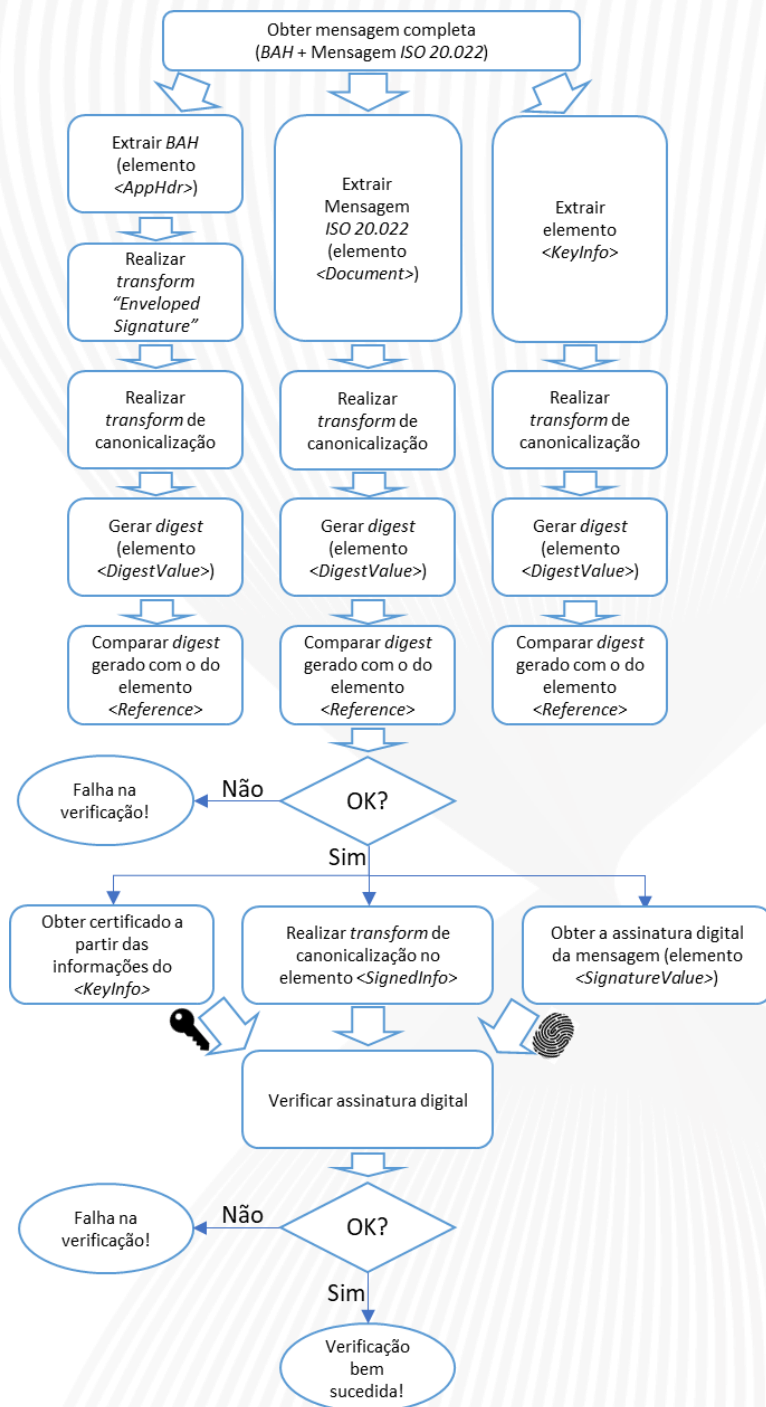 Obter mensagem completa
(BAH + Mensagem ISO 20.022)
Extrair BAH
(elemento
<AppHdr>)
Realizar
transform
“Enveloped
Signature”
Extrair
Mensagem
ISO 20.022
(elemento
<Document>)
Extrair
elemento
<KeyInfo>
Realizar
transform de
canonicalização
Realizar
transform de
canonicalização
Realizar
transform de
canonicalização
Gerar digest
(elemento
<DigestValue>)
Gerar digest
(elemento
<DigestValue>)
Gerar digest
(elemento
<DigestValue>)
Comparar digest
gerado com o do
elemento
<Reference>
Comparar digest
gerado com o do
elemento
<Reference>
Comparar digest
gerado com o do
elemento
<Reference>
OK?
Não
Falha na
verificação!
Sim
Obter certificado a
partir das
informações do
<KeyInfo>
Realizar transform de
canonicalização no
elemento <SignedInfo>
Obter a assinatura digital
da mensagem (elemento
<SignatureValue>)
Verificar assinatura digital
OK?
Não
Falha na
verificação!
Sim
Verificação
bem
sucedida!